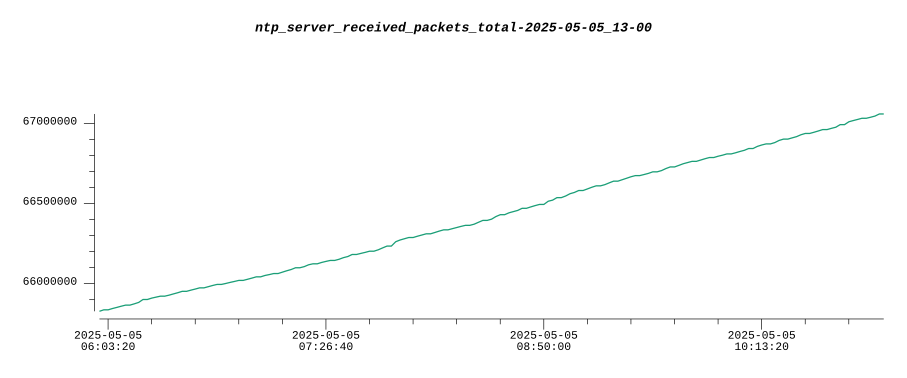 ntp_server_received_packets_total-2025-05-05_13-00
67000000
66500000
66000000
2025-05-05 2025-05-05 2025-05-05 2025-05-05
06:03:20 07:26:40 08:50:00 10:13:20